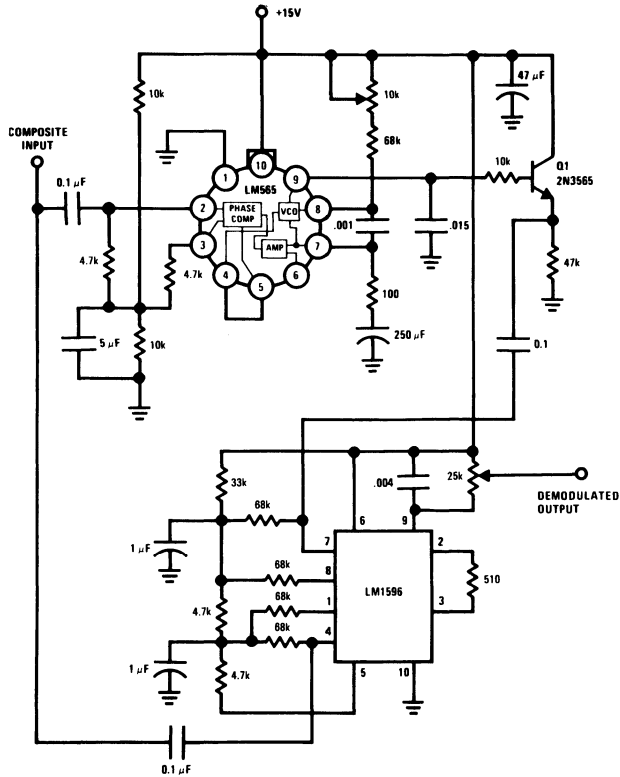 +15V
47 µF
10k
10k
COMPOSITE
INPUT
68k
10k
Q1
2N3565
0.1 µF
1
10
9
LM565
2
PHASE
COMP
VCO
8
.001
.015
3
AMP
7
4.7k
4.7k
4
5
6
47k
100
5 µF
10k
250 µF
0.1
33k
.004
25k
DEMODULATED
OUTPUT
68k
6
9
1 µF
7
2
68k
8
LM1596
510
68k
4.7k
1
3
68k
4
1 µF
4.7k
5
10
0.1 µF